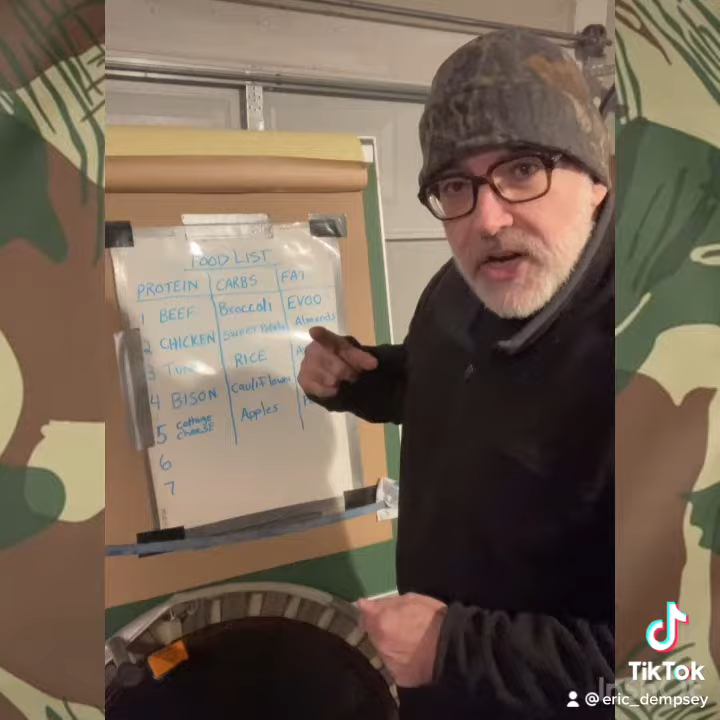 FOOD LIST
PROTEIN CARBS FAT
1 BEEF Broccoli EVOO
2 CHICKEN Sweet Potato Almonds
3 RICE
4 BISON Cauliflower
5 cottage cheese Apples
6
7
TikTok
@eric_dempsey